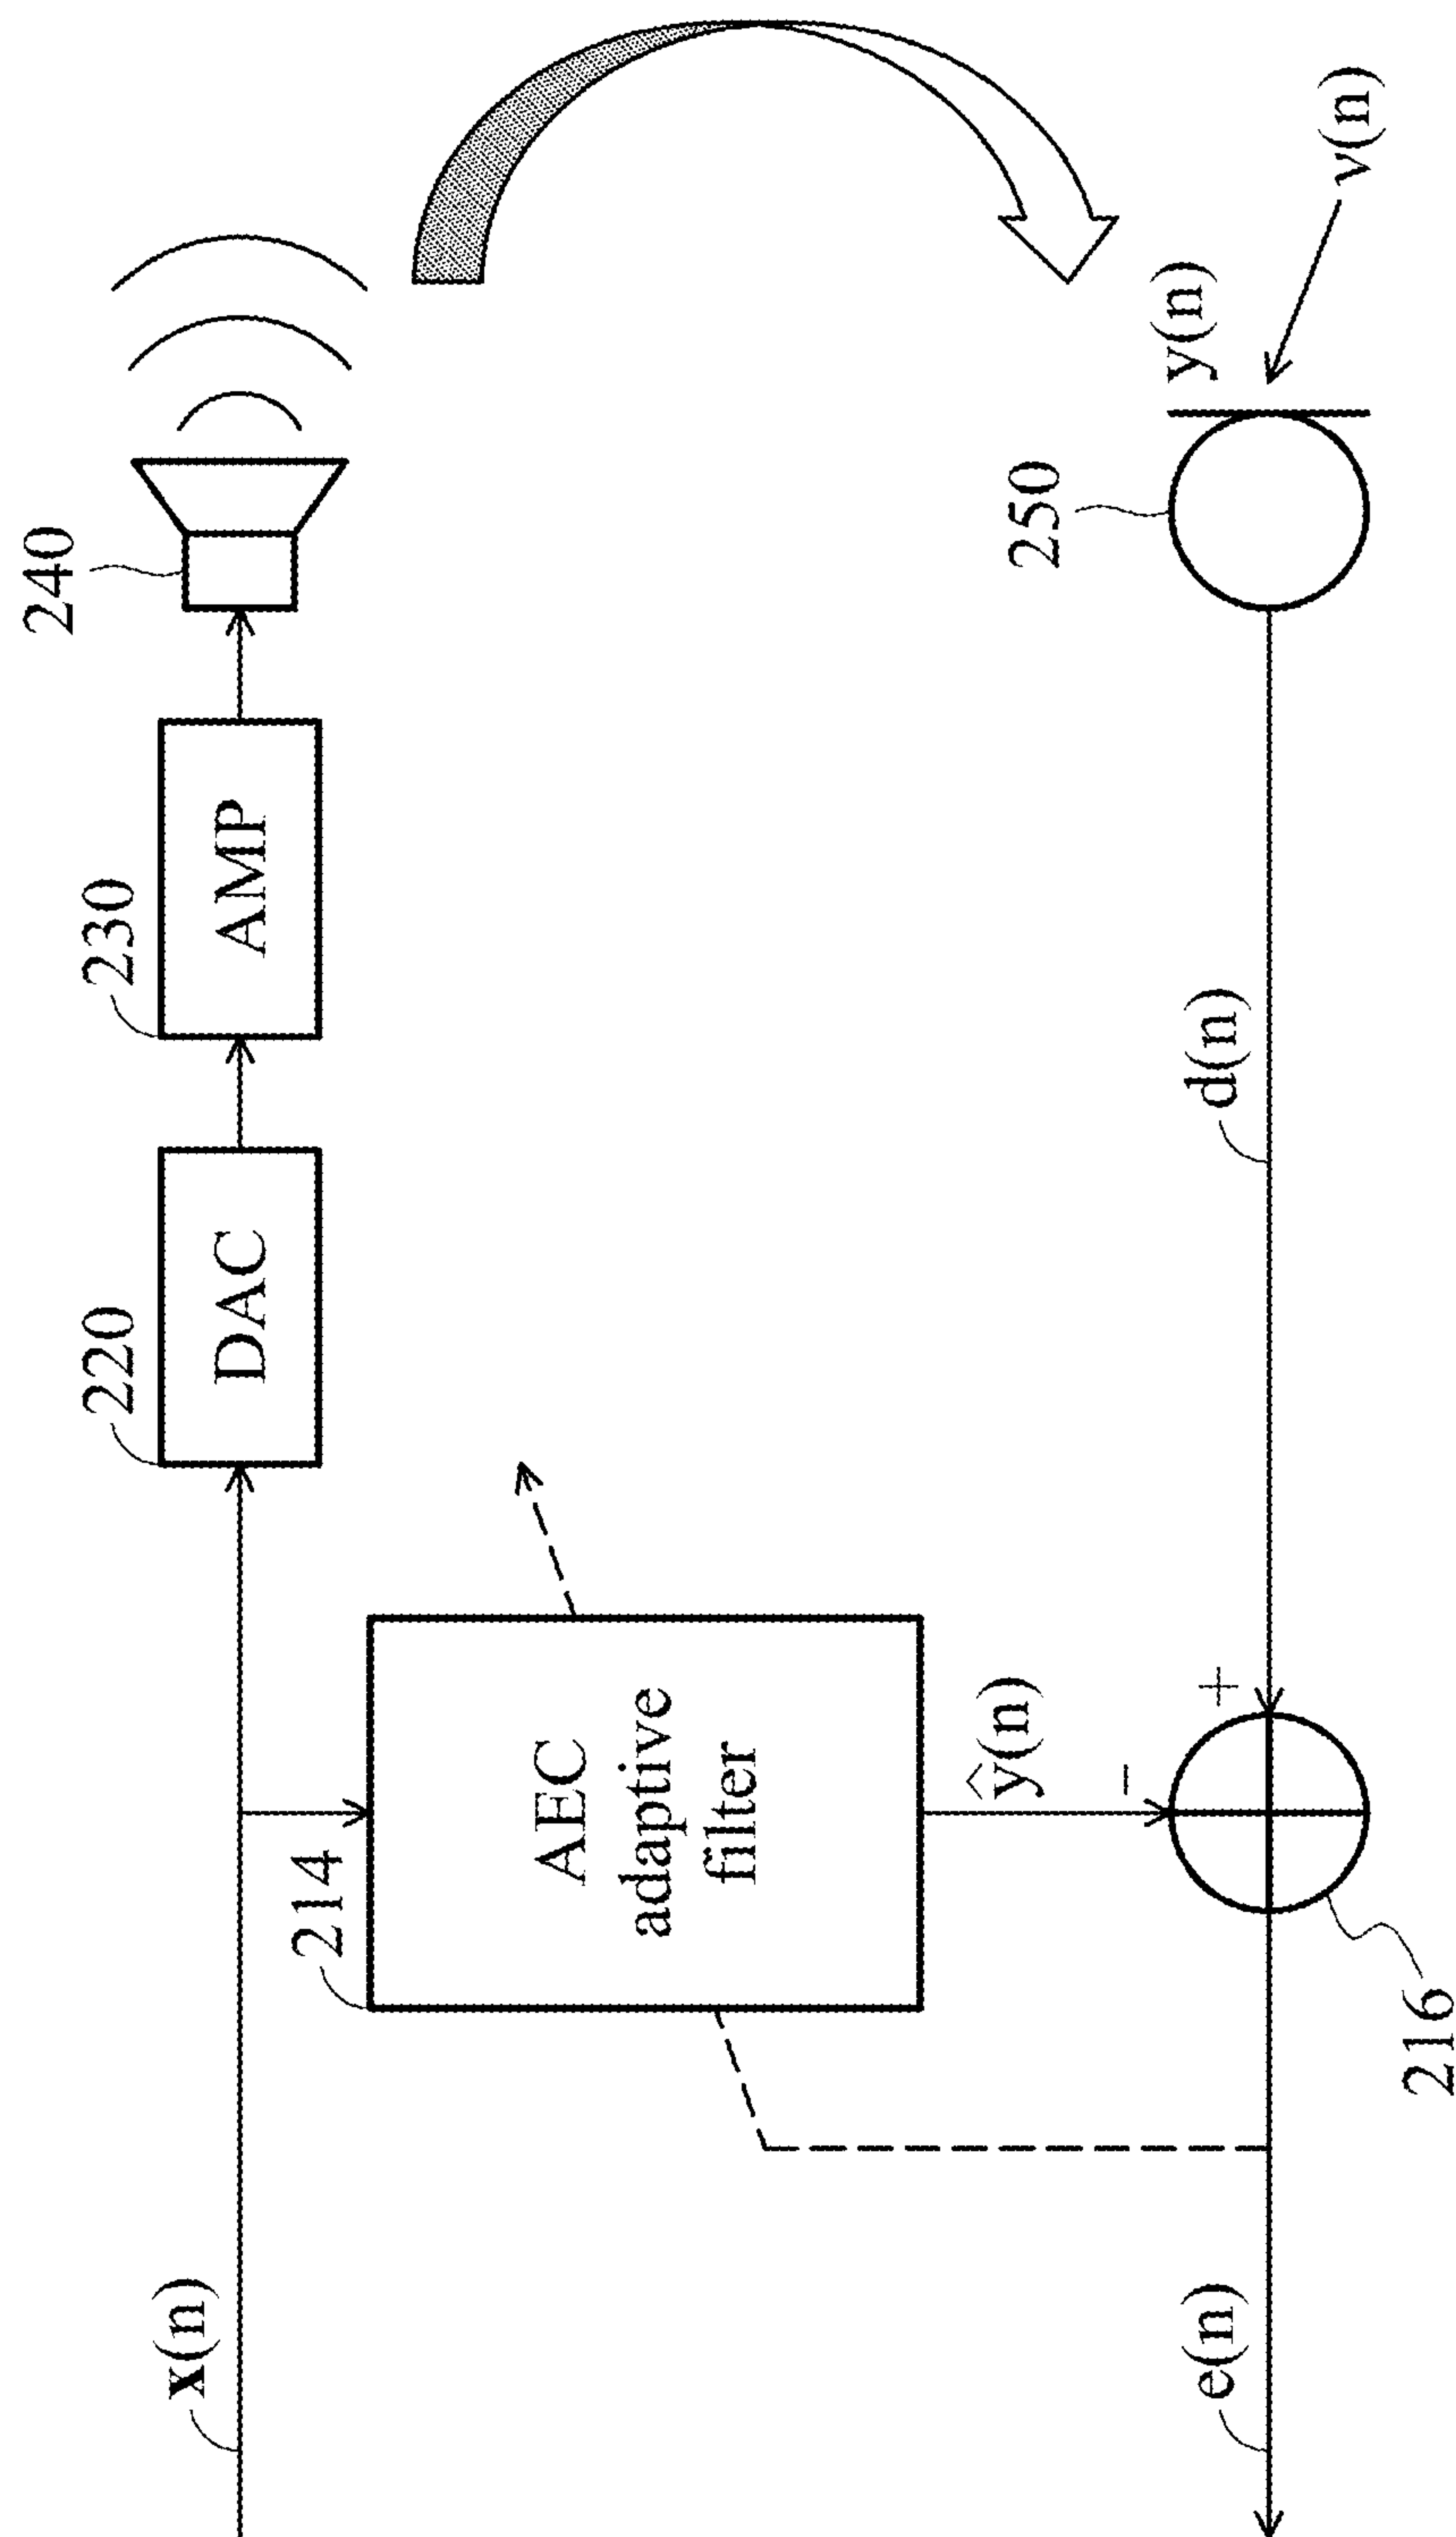 x(n)
220
DAC
230
AMP
240
214
AEC
adaptive
filter
ŷ(n)
−
+
d(n)
250
y(n)
v(n)
e(n)
216